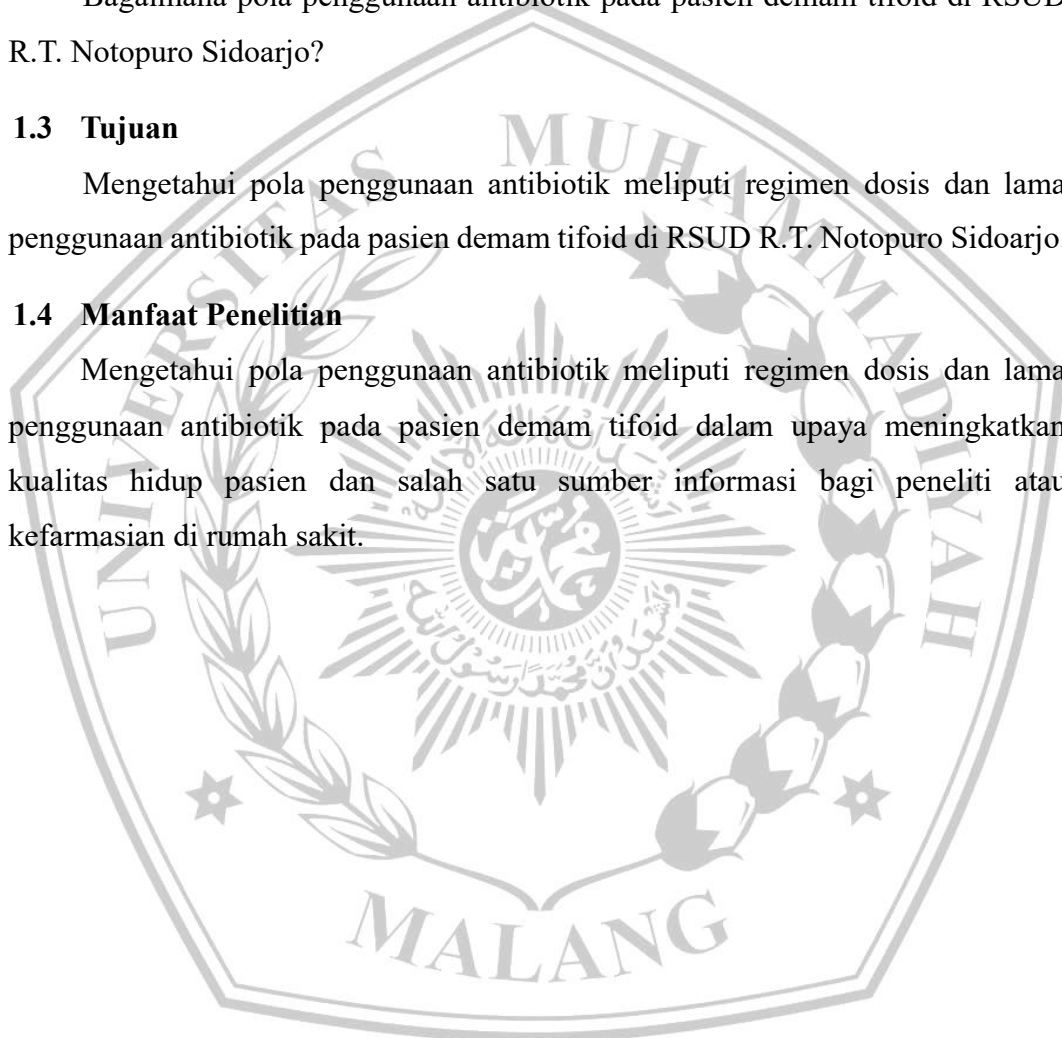 Bagaimana pola penggunaan antibiotik pada pasien demam tifoid di RSUD
R.T. Notopuro Sidoarjo?
1.3 Tujuan
Mengetahui pola penggunaan antibiotik meliputi regimen dosis dan lama
penggunaan antibiotik pada pasien demam tifoid di RSUD R.T. Notopuro Sidoarjo
1.4 Manfaat Penelitian
Mengetahui pola penggunaan antibiotik meliputi regimen dosis dan lama
penggunaan antibiotik pada pasien demam tifoid dalam upaya meningkatkan
kualitas hidup pasien dan salah satu sumber informasi bagi peneliti atau
kefarmasian di rumah sakit.
UNIVERSITAS MUHAMMADIYAH
MALANG